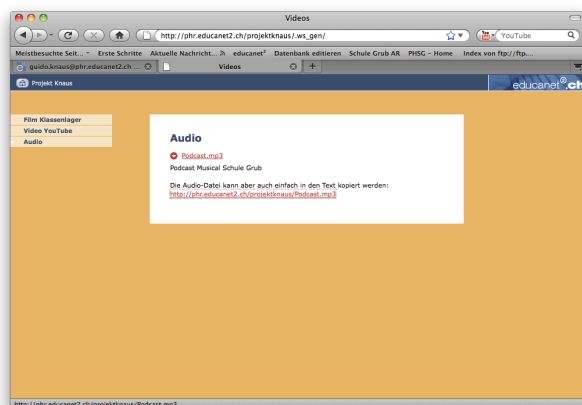 Videos
http://phr.educanet2.ch/projektknaus/.ws_gen/
YouTube
Meistbesuchte Seit... Erste Schritte Aktuelle Nachricht... educanet² Datenbank editieren Schule Grub AR PHSG - Home Index von ftp://ftp....
guido.knaus@phr.educanet2.ch ... Videos +
Projekt Knaus
educanet².ch
Film Klassenlager
Video YouTube
Audio
Audio
Podcast.mp3
Podcast Musical Schule Grub
Die Audio-Datei kann aber auch einfach in den Text kopiert werden:
http://phr.educanet2.ch/projektknaus/Podcast.mp3
http://phr.educanet2.ch/projektknaus/Podcast.mp3